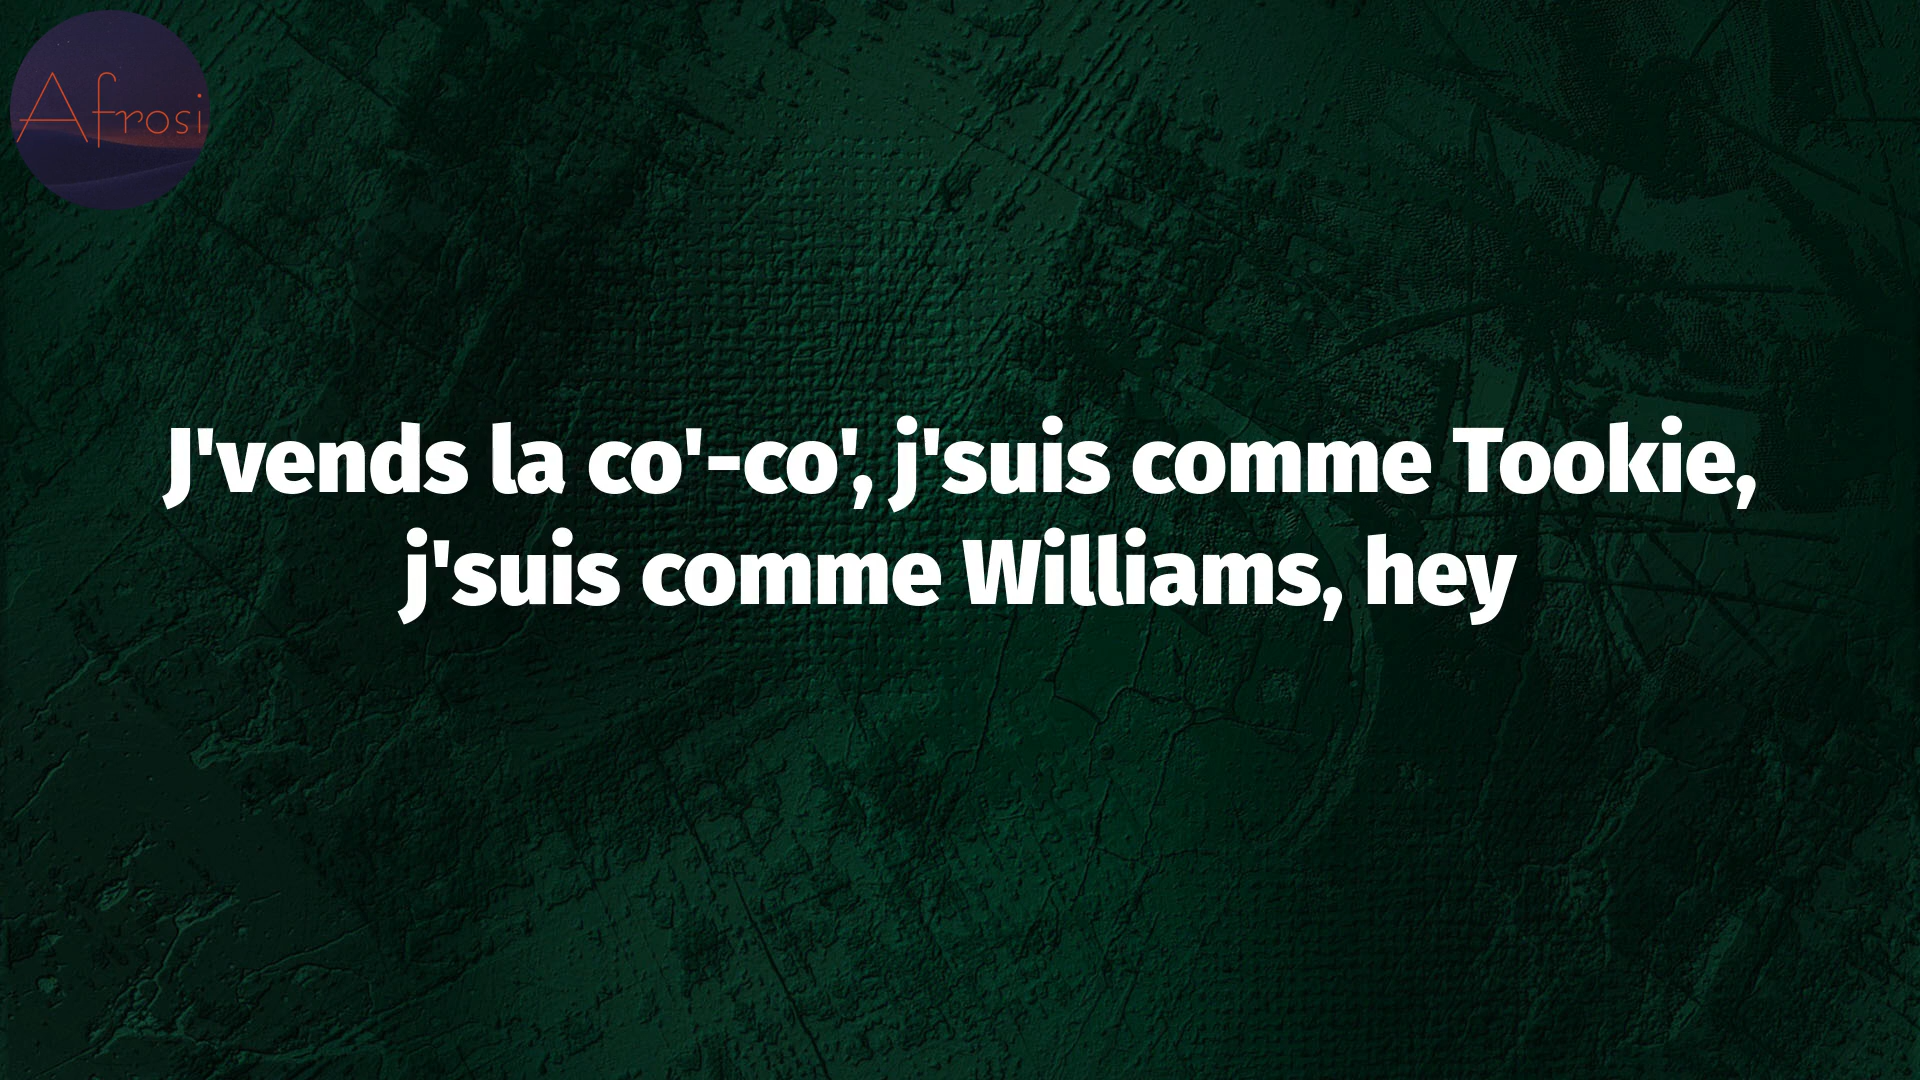 Afrosi
J'vends la co'-co', j'suis comme Tookie,
j'suis comme Williams, hey